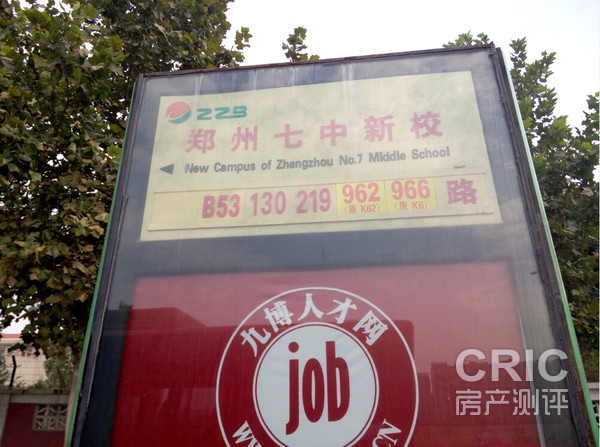 ZZB
郑州七中新校
New Campus of Zhengzhou No.7 Middle School
B53 130 219 962 966 路
(原 K62) (原 K6)
九博人才网
job
CRIC
房产测评